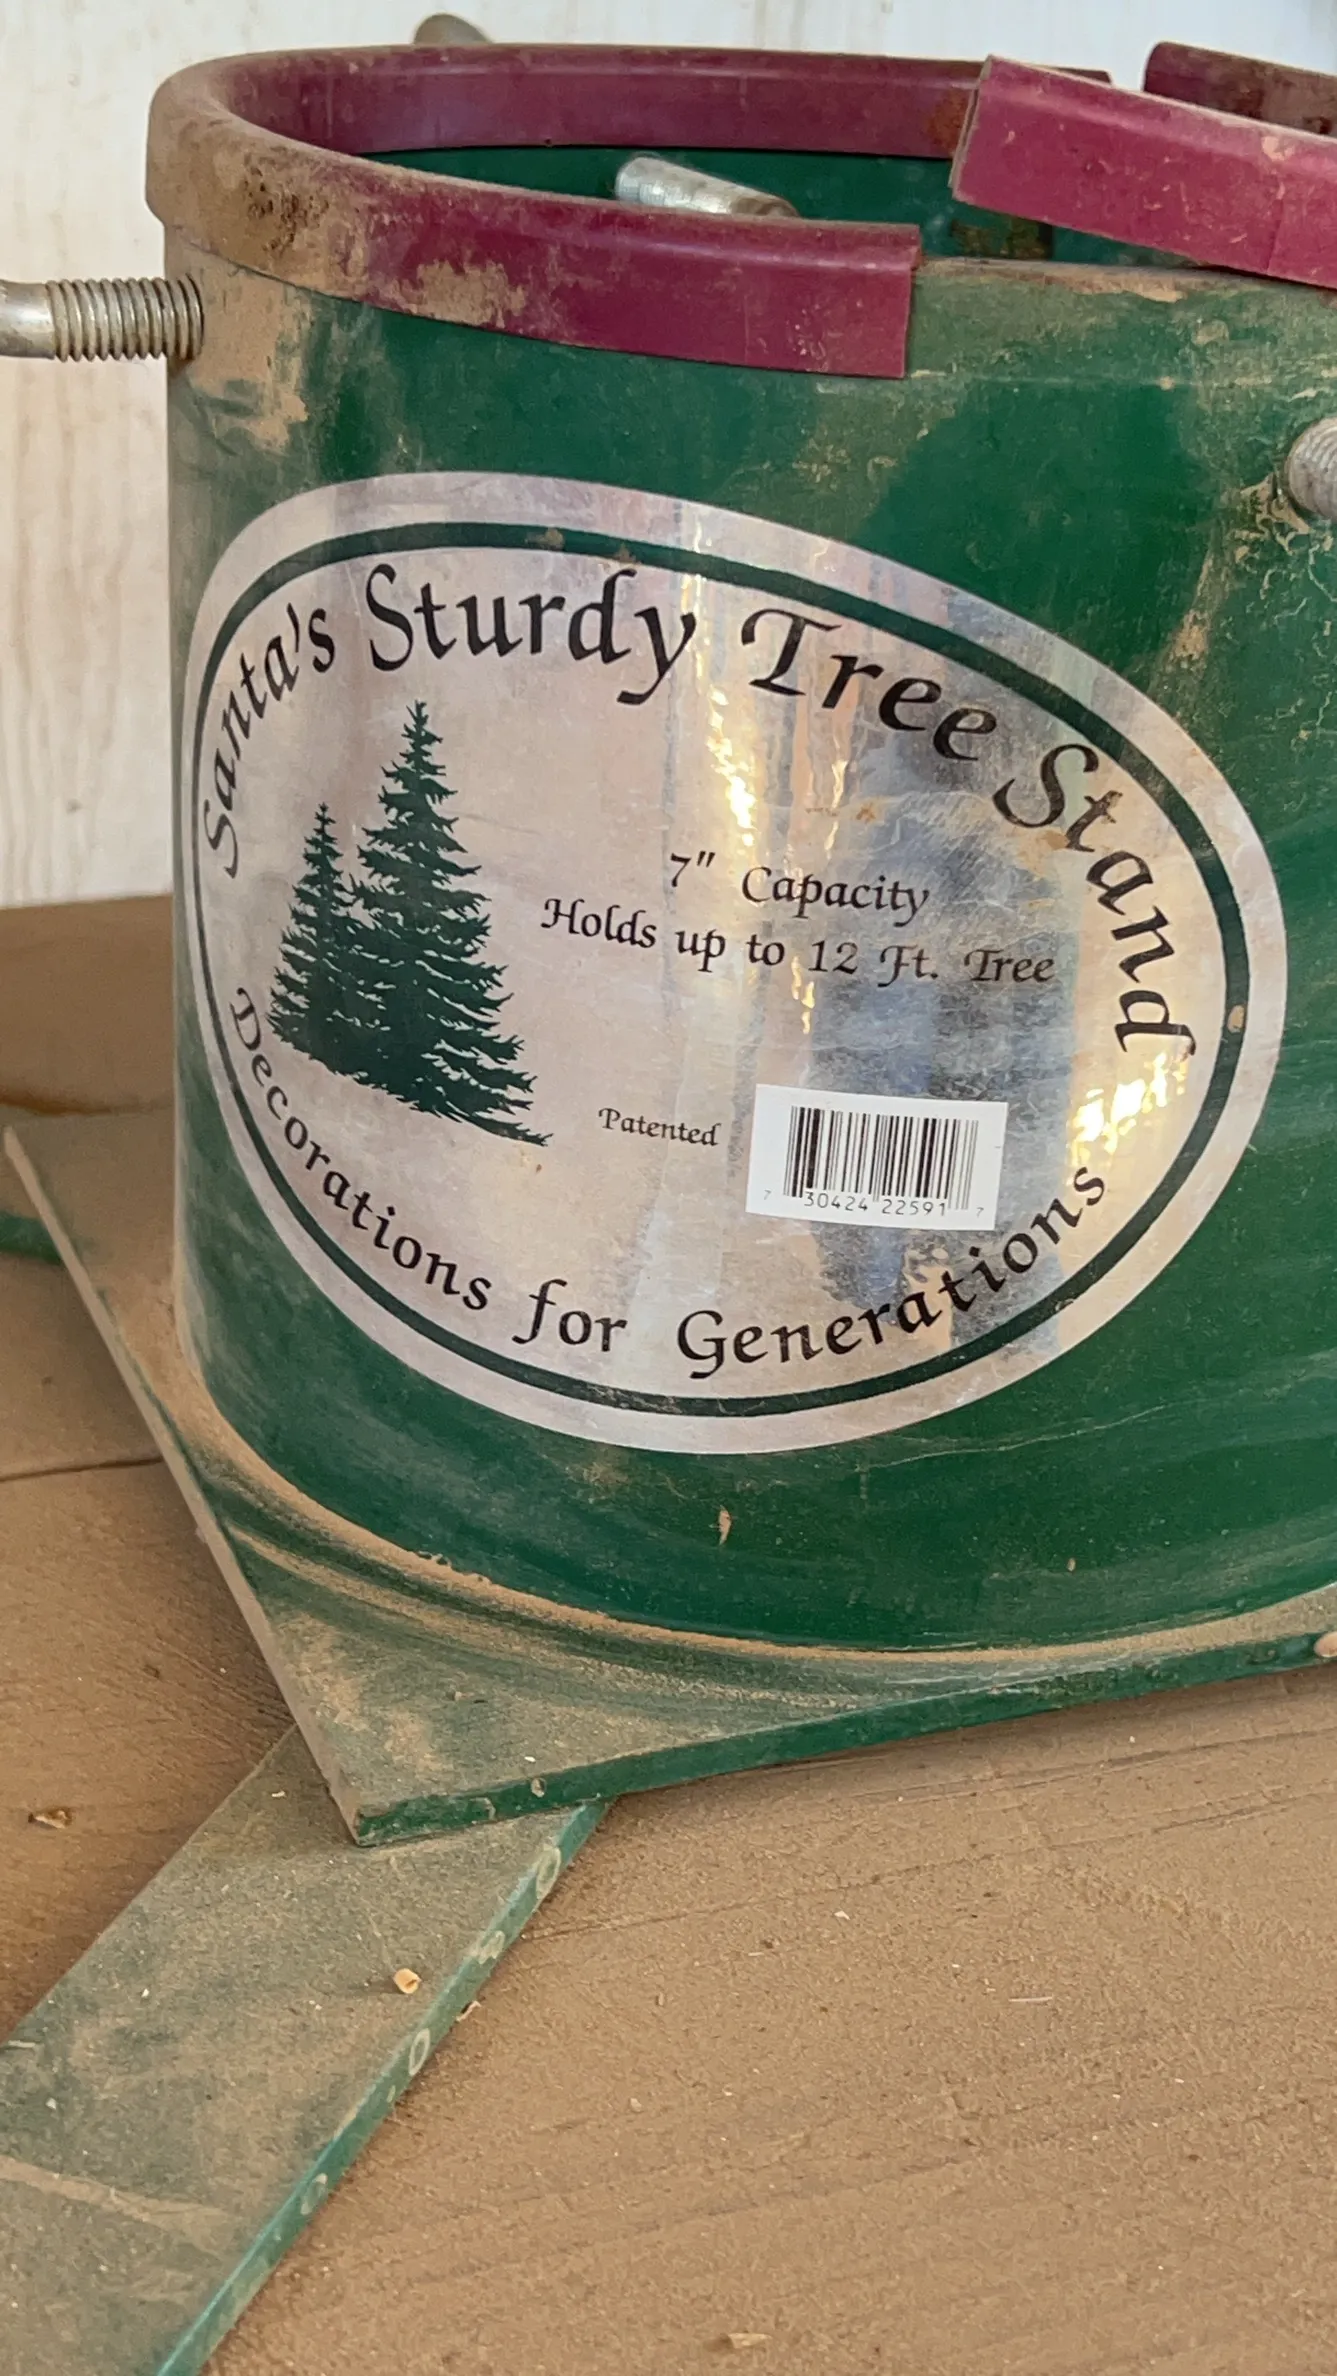 Santa's Sturdy Tree Stand
7" Capacity
Holds up to 12 Ft. Tree
Patented
7 30424 22591 7
Decorations for Generations